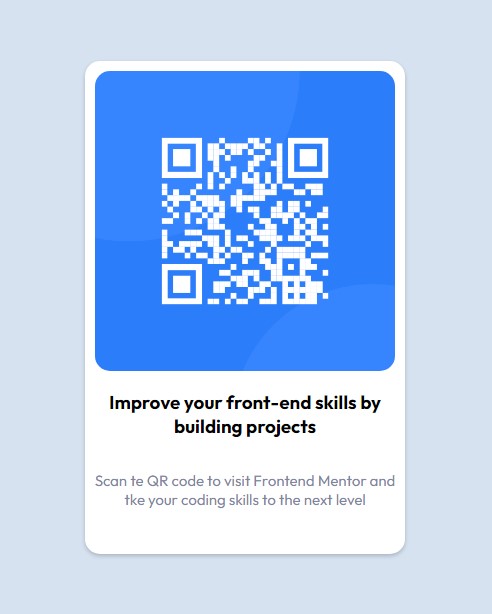 Improve your front-end skills by
building projects
Scan te QR code to visit Frontend Mentor and
tke your coding skills to the next level